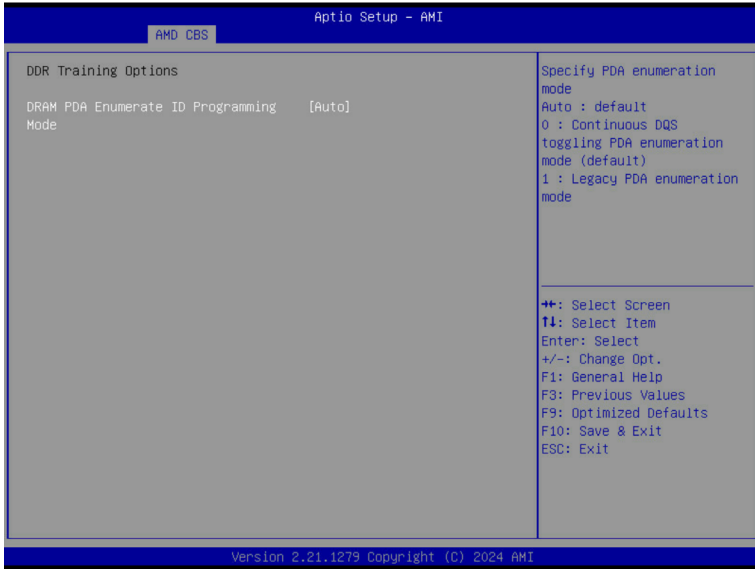 Aptio Setup – AMI
AMD CBS
DDR Training Options
DRAM PDA Enumerate ID Programming [Auto]
Mode
Specify PDA enumeration
mode
Auto : default
0 : Continuous DQS
toggling PDA enumeration
mode (default)
1 : Legacy PDA enumeration
mode
→←: Select Screen
↑↓: Select Item
Enter: Select
+/-: Change Opt.
F1: General Help
F3: Previous Values
F9: Optimized Defaults
F10: Save & Exit
ESC: Exit
Version 2.21.1279 Copyright (C) 2024 AMI